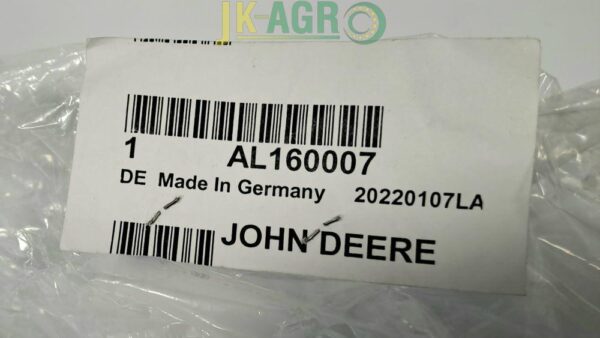 JK-AGRO
1 AL160007
DE Made In Germany 20220107LA
JOHN DEERE